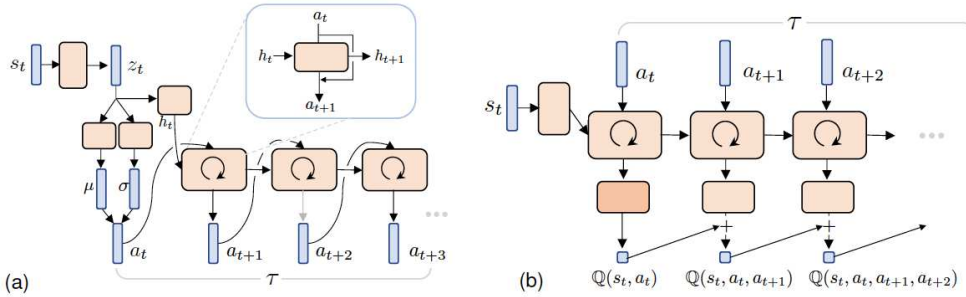 s_t
z_t
a_t
h_t
h_{t+1}
a_{t+1}
h_t
μ
σ
a_t
a_{t+1}
a_{t+2}
a_{t+3}
...
τ
(a)
τ
a_t
a_{t+1}
a_{t+2}
s_t
...
+
+
ℚ(s_t, a_t)
ℚ(s_t, a_t, a_{t+1})
ℚ(s_t, a_t, a_{t+1}, a_{t+2})
(b)